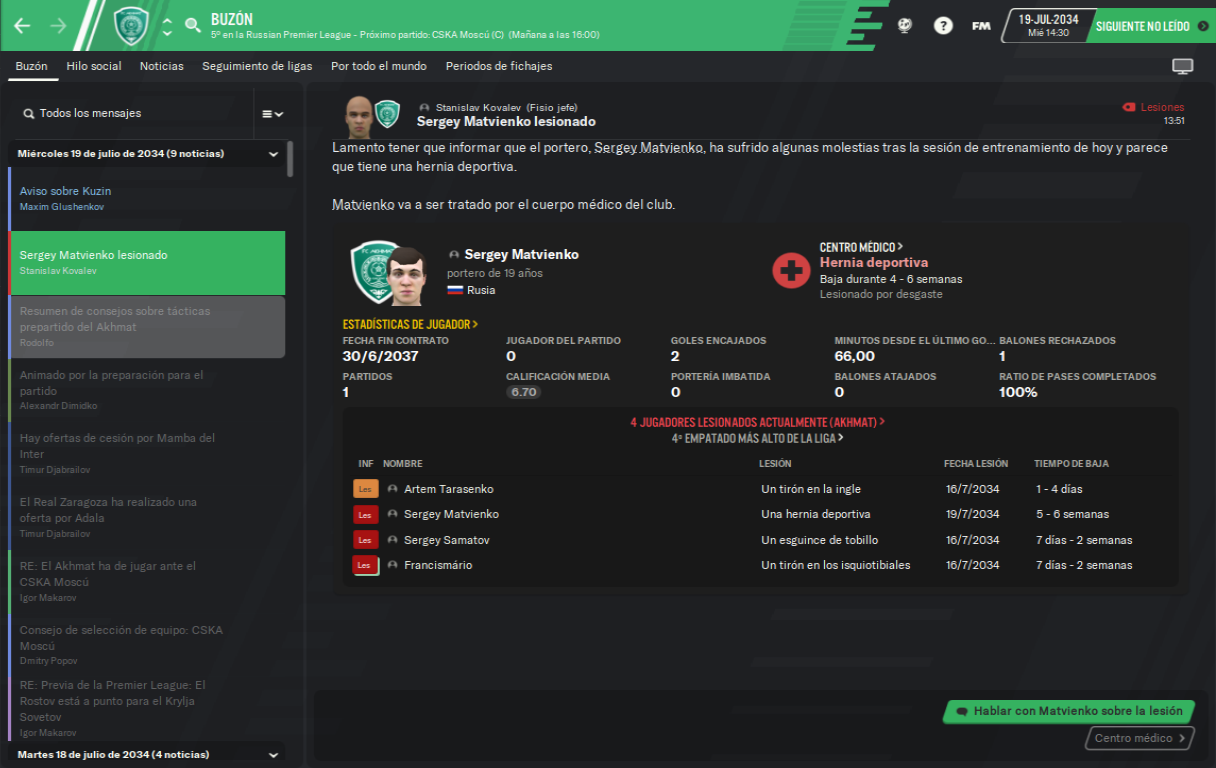 BUZÓN
5º en la Russian Premier League - Próximo partido: CSKA Moscú (C) (Mañana a las 16:00)
FM
19-JUL-2034
Mié 14:30
SIGUIENTE NO LEÍDO
Buzón
Hilo social
Noticias
Seguimiento de ligas
Por todo el mundo
Periodos de fichajes
Todos los mensajes
Miércoles 19 de julio de 2034 (9 noticias)
Aviso sobre Kuzin
Maxim Glushenkov
Sergey Matvienko lesionado
Stanislav Kovalev
Resumen de consejos sobre tácticas
prepartido del Akhmat
Rodolfo
Animado por la preparación para el
partido
Alexandr Dimidko
Hay ofertas de cesión por Mamba del
Inter
Timur Djabrailov
El Real Zaragoza ha realizado una
oferta por Adala
Timur Djabrailov
RE: El Akhmat ha de jugar ante el
CSKA Moscú
Igor Makarov
Consejo de selección de equipo: CSKA
Moscú
Dmitry Popov
RE: Previa de la Premier League: El
Rostov está a punto para el Krylja
Sovetov
Igor Makarov
Martes 18 de julio de 2034 (4 noticias)
Stanislav Kovalev (Fisio jefe)
Sergey Matvienko lesionado
Lesiones
13:51
Lamento tener que informar que el portero, Sergey Matvienko, ha sufrido algunas molestias tras la sesión de entrenamiento de hoy y parece
que tiene una hernia deportiva.
Matvienko va a ser tratado por el cuerpo médico del club.
Sergey Matvienko
portero de 19 años
Rusia
CENTRO MÉDICO
Hernia deportiva
Baja durante 4 - 6 semanas
Lesionado por desgaste
ESTADÍSTICAS DE JUGADOR
FECHA FIN CONTRATO JUGADOR DEL PARTIDO GOLES ENCAJADOS MINUTOS DESDE EL ÚLTIMO GO... BALONES RECHAZADOS
30/6/2037 0 2 66,00 1
PARTIDOS CALIFICACIÓN MEDIA PORTERÍA IMBATIDA BALONES ATAJADOS RATIO DE PASES COMPLETADOS
1 6.70 0 0 100%
4 JUGADORES LESIONADOS ACTUALMENTE (AKHMAT)
4º EMPATADO MÁS ALTO DE LA LIGA
INF NOMBRE LESIÓN FECHA LESIÓN TIEMPO DE BAJA
Les Artem Tarasenko Un tirón en la ingle 16/7/2034 1 - 4 días
Les Sergey Matvienko Una hernia deportiva 19/7/2034 5 - 6 semanas
Les Sergey Samatov Un esguince de tobillo 16/7/2034 7 días - 2 semanas
Les Francismário Un tirón en los isquiotibiales 16/7/2034 7 días - 2 semanas
Hablar con Matvienko sobre la lesión
Centro médico